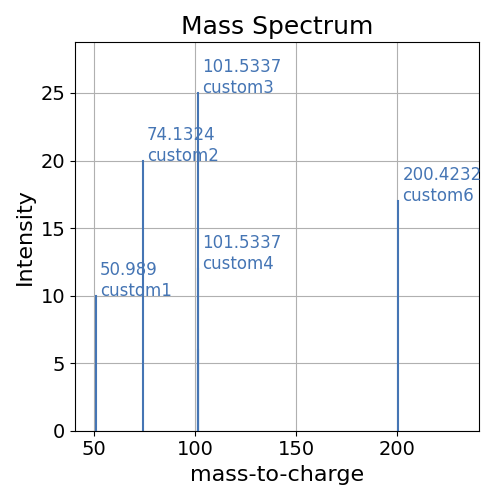 Mass Spectrum
101.5337
custom3
25
74.1324
custom2
20
200.4232
custom6
15
101.5337
custom4
50.989
custom1
10
5
0
Intensity
50
100
150
200
mass-to-charge